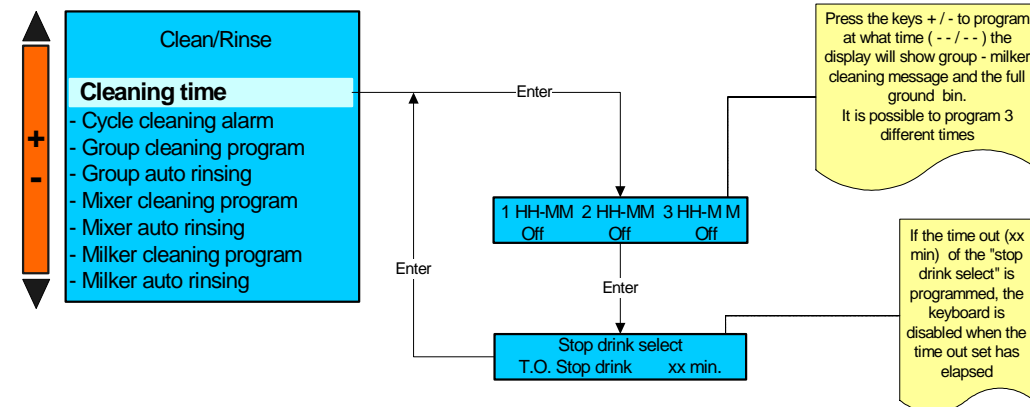 Clean/Rinse
Cleaning time
- Cycle cleaning alarm
- Group cleaning program
- Group auto rinsing
- Mixer cleaning program
- Mixer auto rinsing
- Milker cleaning program
- Milker auto rinsing
+
-
Enter
1 HH-MM 2 HH-MM 3 HH-M M
Off Off Off
Enter
Enter
Stop drink select
T.O. Stop drink xx min.
Press the keys + / - to program
at what time ( - - / - - ) the
display will show group - milker
cleaning message and the full
ground bin.
It is possible to program 3
different times
If the time out (xx
min) of the "stop
drink select" is
programmed, the
keyboard is
disabled when the
time out set has
elapsed